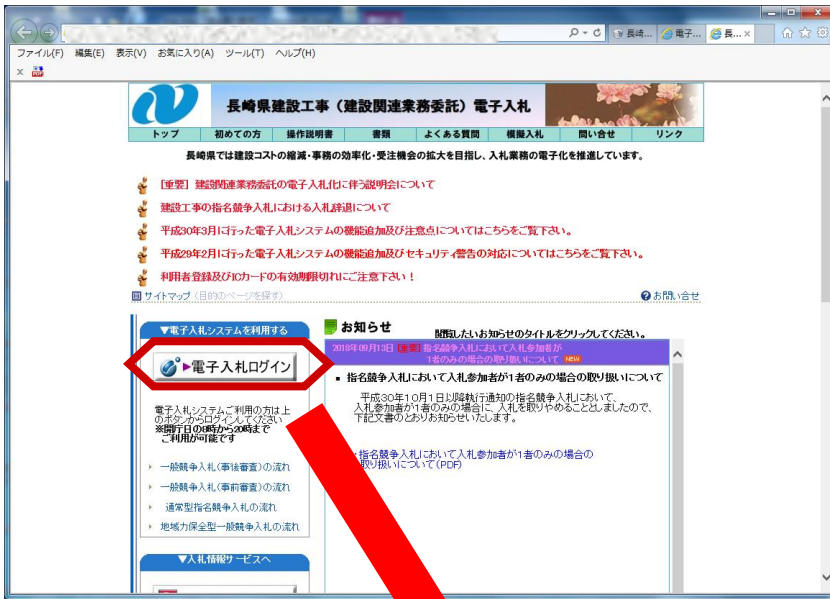 長崎... 電子... 長... ×
ファイル(F) 編集(E) 表示(V) お気に入り(A) ツール(T) ヘルプ(H)
×
長崎県建設工事（建設関連業務委託）電子入札
トップ 初めての方 操作説明書 書類 よくある質問 模擬入札 問い合せ リンク
長崎県では建設コストの縮減・事務の効率化・受注機会の拡大を目指し、入札業務の電子化を推進しています。
［重要］ 建設関連業務委託の電子入札化に伴う説明会について
建設工事の指名競争入札における入札辞退について
平成30年3月に行った電子入札システムの機能追加及び注意点についてはこちらをご覧下さい。
平成29年2月に行った電子入札システムの機能追加及びセキュリティ警告の対応についてはこちらをご覧下さい。
利用者登録及びICカードの有効期限切れにご注意下さい！
サイトマップ（目的のページを探す）
お問い合せ
▼電子入札システムを利用する
電子入札ログイン
電子入札システムご利用の方は上
のボタンからログインしてください
※開庁日の8時から20時まで
ご利用が可能です
一般競争入札（事後審査）の流れ
一般競争入札（事前審査）の流れ
通常型指名競争入札の流れ
地域力保全型一般競争入札の流れ
▼入札情報サービスへ
お知らせ
閲覧したいお知らせのタイトルをクリックしてください。
2018年09月13日【重要】指名競争入札において入札参加者が
1者のみの場合の取り扱いについて NEW
指名競争入札において入札参加者が1者のみの場合の取り扱いについて
平成30年10月1日以降執行通知の指名競争入札において、
入札参加者が1者のみの場合に、入札を取りやめることとしましたので、
下記文書のとおりお知らせいたします。
・指名競争入札において入札参加者が1者のみの場合の
取り扱いについて(PDF)